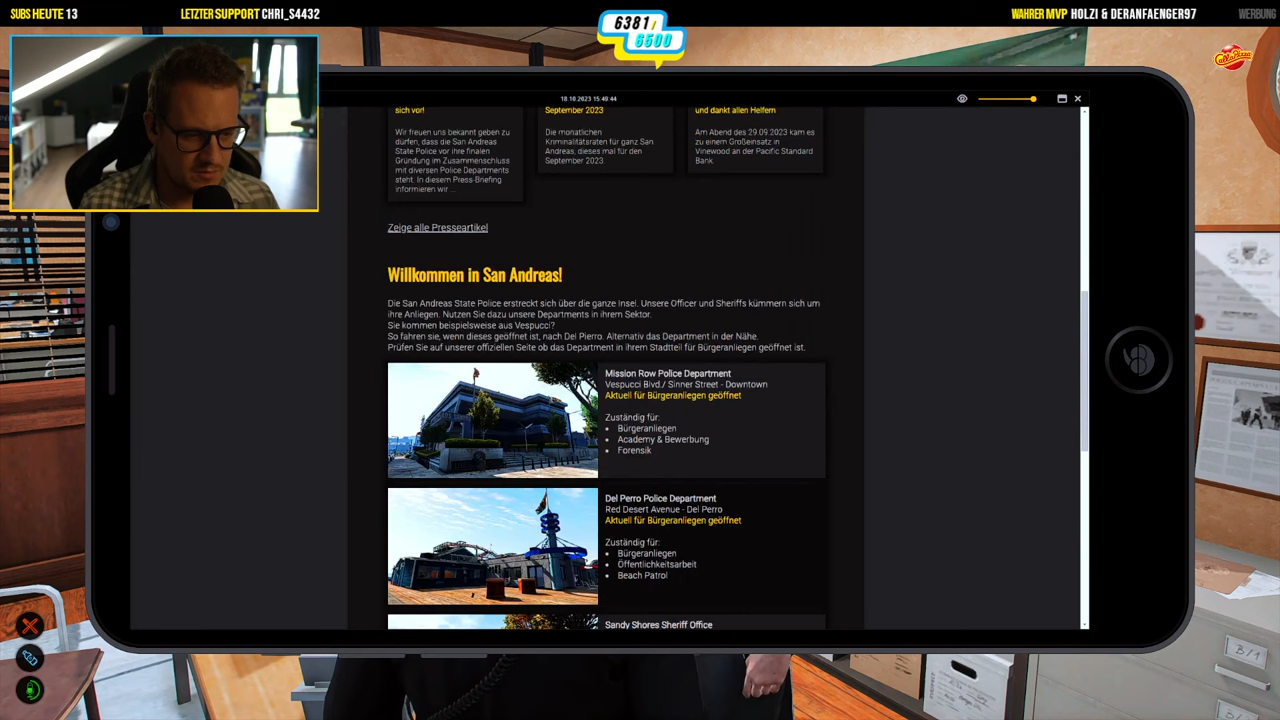 SUBS HEUTE 13
LETZTER SUPPORT CHRI_S4432
6381/
6500
WAHRER MVP HOLZI & DERANFAENGER97
WERBUNG
18.10.2023 15:49:44
sich vor!
Wir freuen uns bekannt geben zu
dürfen, dass die San Andreas
State Police vor ihre finalen
Gründung im Zusammenschluss
mit diversen Police Departments
steht. In diesem Press-Briefing
informieren wir ...
September 2023
Die monatlichen
Kriminalitätsraten für ganz San
Andreas, dieses mal für den
September 2023.
und dankt allen Helfern
Am Abend des 29.09.2023 kam es
zu einem Großeinsatz in
Vinewood an der Pacific Standard
Bank.
Zeige alle Presseartikel
Willkommen in San Andreas!
Die San Andreas State Police erstreckt sich über die ganze Insel. Unsere Officer und Sheriffs kümmern sich um
ihre Anliegen. Nutzen Sie dazu unsere Departments in ihrem Sektor.
Sie kommen beispielsweise aus Vespucci?
So fahren sie, wenn dieses geöffnet ist, nach Del Pierro. Alternativ das Department in der Nähe.
Prüfen Sie auf unserer offiziellen Seite ob das Department in ihrem Stadtteil für Bürgeranliegen geöffnet ist.
Mission Row Police Department
Vespucci Blvd./ Sinner Street - Downtown
Aktuell für Bürgeranliegen geöffnet
Zuständig für:
• Bürgeranliegen
• Academy & Bewerbung
• Forensik
Del Perro Police Department
Red Desert Avenue - Del Perro
Aktuell für Bürgeranliegen geöffnet
Zuständig für:
• Bürgeranliegen
• Öffentlichkeitsarbeit
• Beach Patrol
Sandy Shores Sheriff Office
B/1